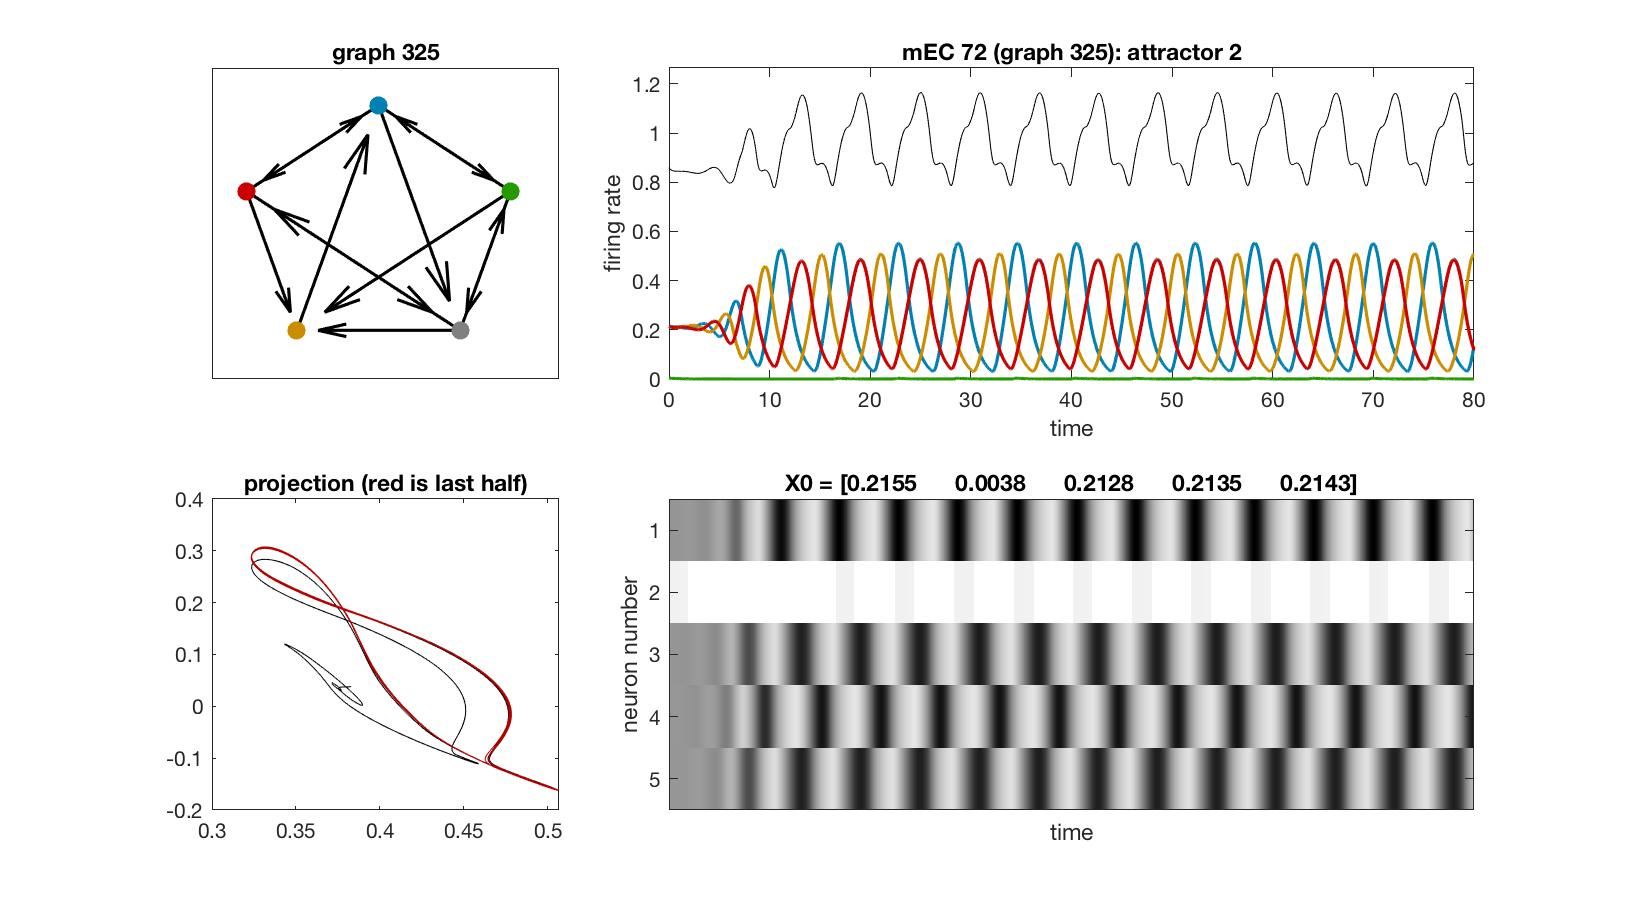 graph 325
mEC 72 (graph 325): attractor 2
1.2
1
0.8
0.6
0.4
0.2
0
firing rate
0 10 20 30 40 50 60 70 80
time
projection (red is last half)
0.4
0.3
0.2
0.1
0
-0.1
-0.2
0.3 0.35 0.4 0.45 0.5
X0 = [0.2155 0.0038 0.2128 0.2135 0.2143]
1
2
3
4
5
neuron number
time